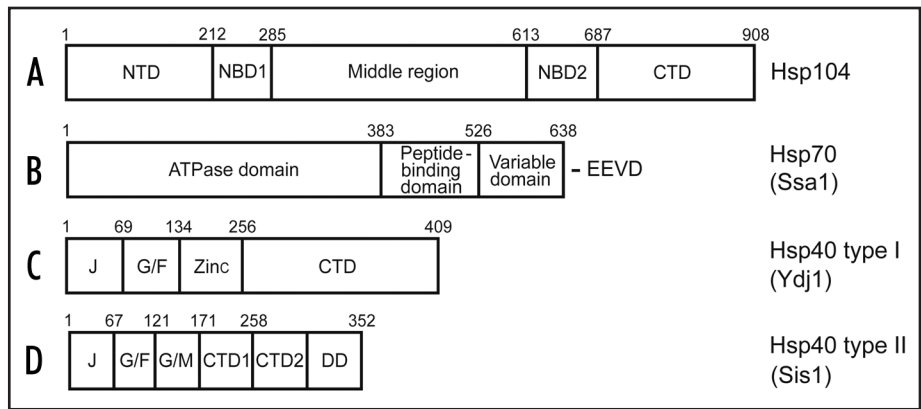 1 212 285 613 687 908
A NTD NBD1 Middle region NBD2 CTD Hsp104
1 383 526 638
B ATPase domain Peptide-binding domain Variable domain - EEVD Hsp70
(Ssa1)
1 69 134 256 409
C J G/F Zinc CTD Hsp40 type I
(Ydj1)
1 67 121 171 258 352
D J G/F G/M CTD1 CTD2 DD Hsp40 type II
(Sis1)